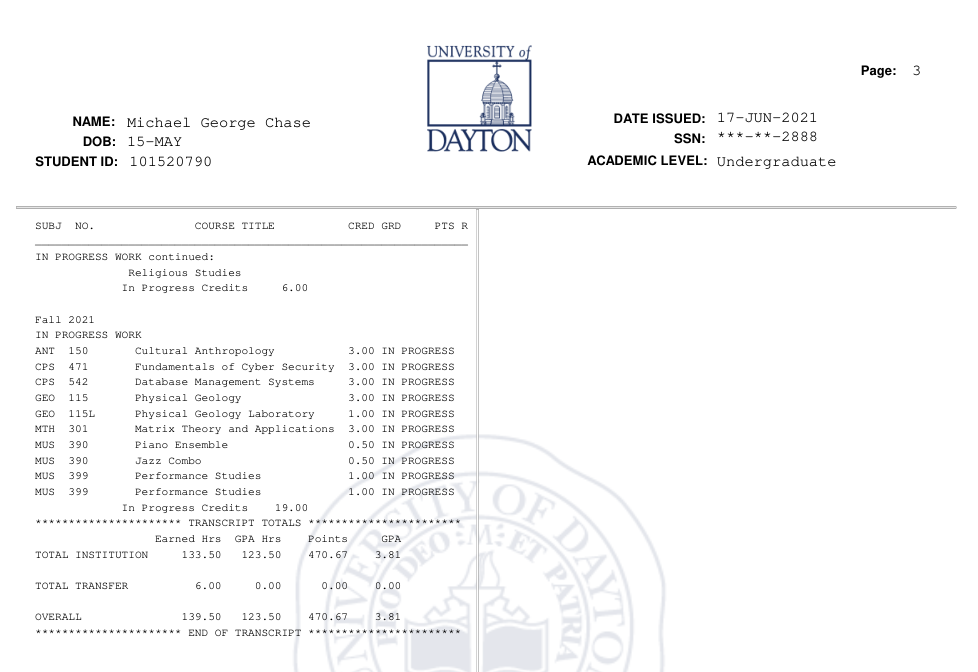 UNIVERSITY of
DAYTON
Page: 3
NAME: Michael George Chase
DOB: 15-MAY
STUDENT ID: 101520790
DATE ISSUED: 17-JUN-2021
SSN: ***-**-2888
ACADEMIC LEVEL: Undergraduate
SUBJ NO. COURSE TITLE CRED GRD PTS R
IN PROGRESS WORK continued:
Religious Studies
In Progress Credits 6.00
Fall 2021
IN PROGRESS WORK
ANT 150 Cultural Anthropology 3.00 IN PROGRESS
CPS 471 Fundamentals of Cyber Security 3.00 IN PROGRESS
CPS 542 Database Management Systems 3.00 IN PROGRESS
GEO 115 Physical Geology 3.00 IN PROGRESS
GEO 115L Physical Geology Laboratory 1.00 IN PROGRESS
MTH 301 Matrix Theory and Applications 3.00 IN PROGRESS
MUS 390 Piano Ensemble 0.50 IN PROGRESS
MUS 390 Jazz Combo 0.50 IN PROGRESS
MUS 399 Performance Studies 1.00 IN PROGRESS
MUS 399 Performance Studies 1.00 IN PROGRESS
In Progress Credits 19.00
********************** TRANSCRIPT TOTALS ***********************
Earned Hrs GPA Hrs Points GPA
TOTAL INSTITUTION 133.50 123.50 470.67 3.81
TOTAL TRANSFER 6.00 0.00 0.00 0.00
OVERALL 139.50 123.50 470.67 3.81
********************** END OF TRANSCRIPT ***********************
UNIVERSITY OF DAYTON
PRO DEO ·:M:· ET PATRIA